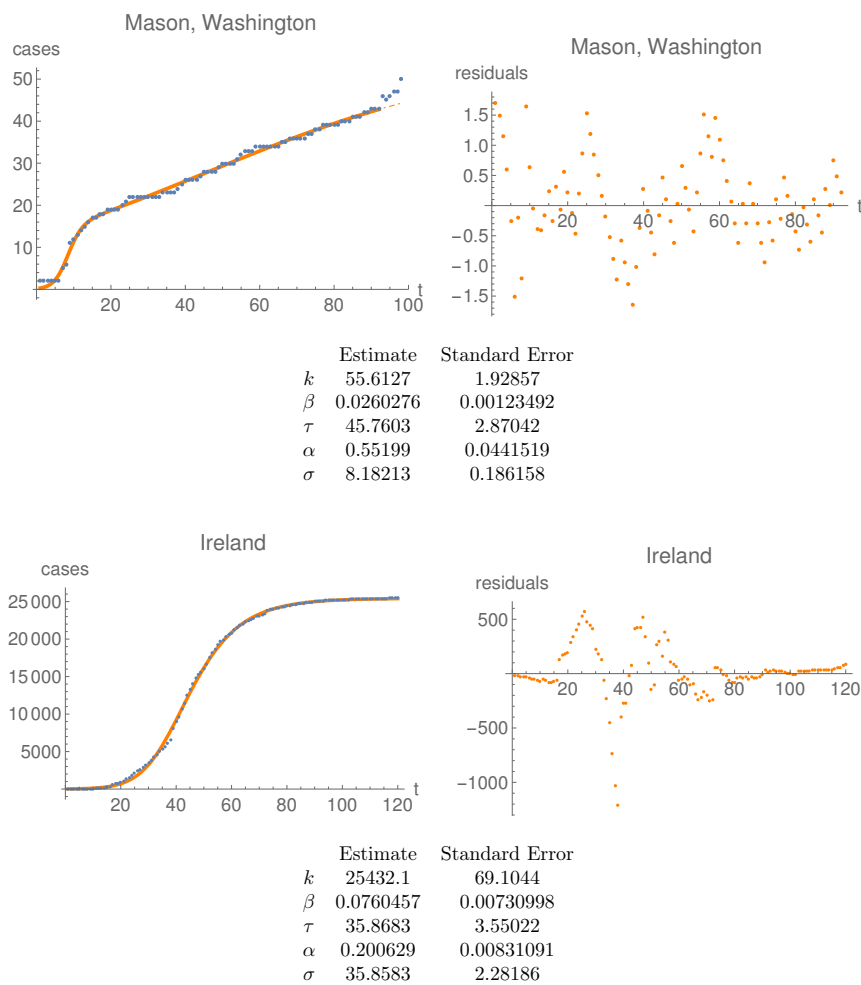 Mason, Washington
cases
50
40
30
20
10
20 40 60 80 100
t
Mason, Washington
residuals
1.5
1.0
0.5
−0.5
−1.0
−1.5
20 40 60 80
t
Estimate Standard Error
k 55.6127 1.92857
β 0.0260276 0.00123492
τ 45.7603 2.87042
α 0.55199 0.0441519
σ 8.18213 0.186158
Ireland
cases
25 000
20 000
15 000
10 000
5000
20 40 60 80 100 120
t
Ireland
residuals
500
−500
−1000
20 40 60 80 100 120
t
Estimate Standard Error
k 25432.1 69.1044
β 0.0760457 0.00730998
τ 35.8683 3.55022
α 0.200629 0.00831091
σ 35.8583 2.28186